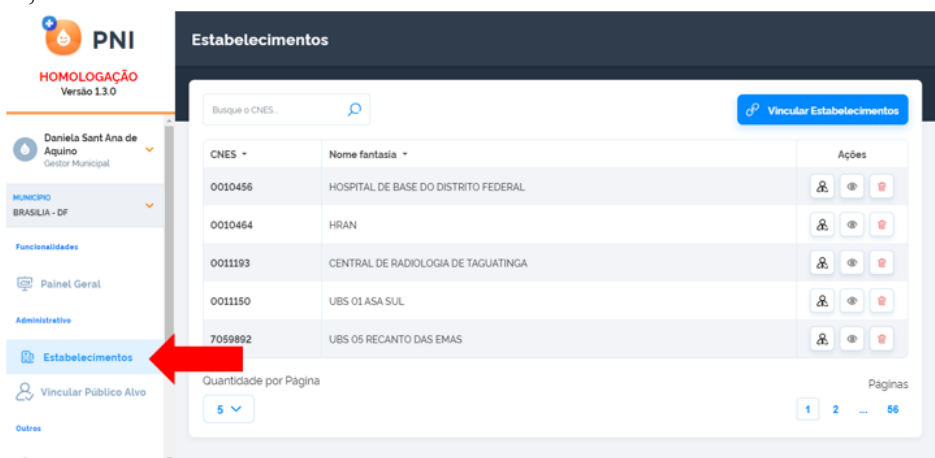 PNI
HOMOLOGAÇÃO
Versão 1.3.0
Daniela Sant Ana de
Aquino
Gestor Municipal
MUNICÍPIO
BRASILIA - DF
Funcionalidades
Painel Geral
Administrativo
Estabelecimentos
Vincular Público Alvo
Outros
Estabelecimentos
Busque o CNES..
Vincular Estabelecimentos
CNES Nome fantasia Ações
0010456 HOSPITAL DE BASE DO DISTRITO FEDERAL
0010464 HRAN
0011193 CENTRAL DE RADIOLOGIA DE TAGUATINGA
0011150 UBS 01 ASA SUL
7059892 UBS 05 RECANTO DAS EMAS
Quantidade por Página
5
Páginas
1 2 ... 56